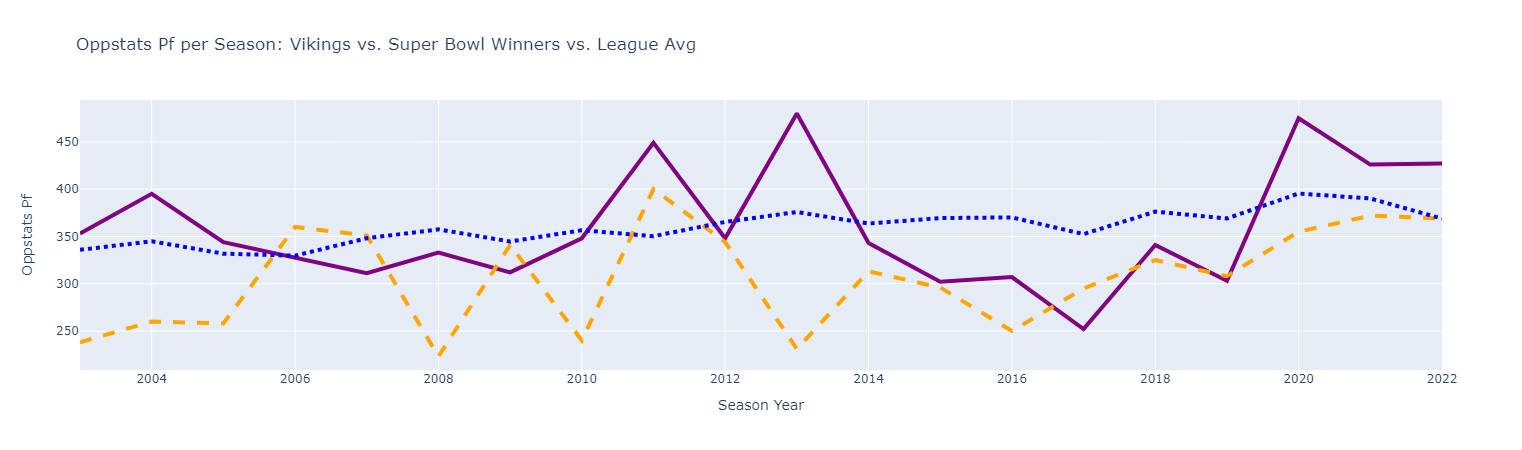 Oppstats Pf per Season: Vikings vs. Super Bowl Winners vs. League Avg
Oppstats Pf
450
400
350
300
250
2004 2006 2008 2010 2012 2014 2016 2018 2020 2022
Season Year